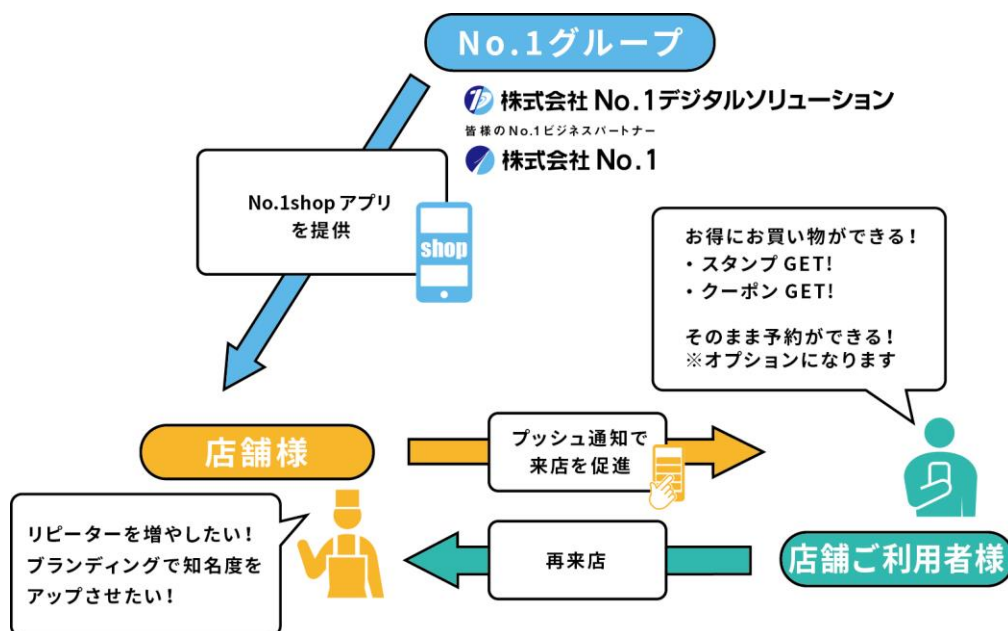 No.1グループ
株式会社 No.1デジタルソリューション
皆様のNo.1ビジネスパートナー
株式会社 No.1
No.1shop アプリ
を提供
shop
お得にお買い物ができる！
・スタンプ GET!
・クーポン GET!
そのまま予約ができる！
※オプションになります
店舗様
プッシュ通知で
来店を促進
リピーターを増やしたい！
ブランディングで知名度を
アップさせたい！
再来店
店舗ご利用者様